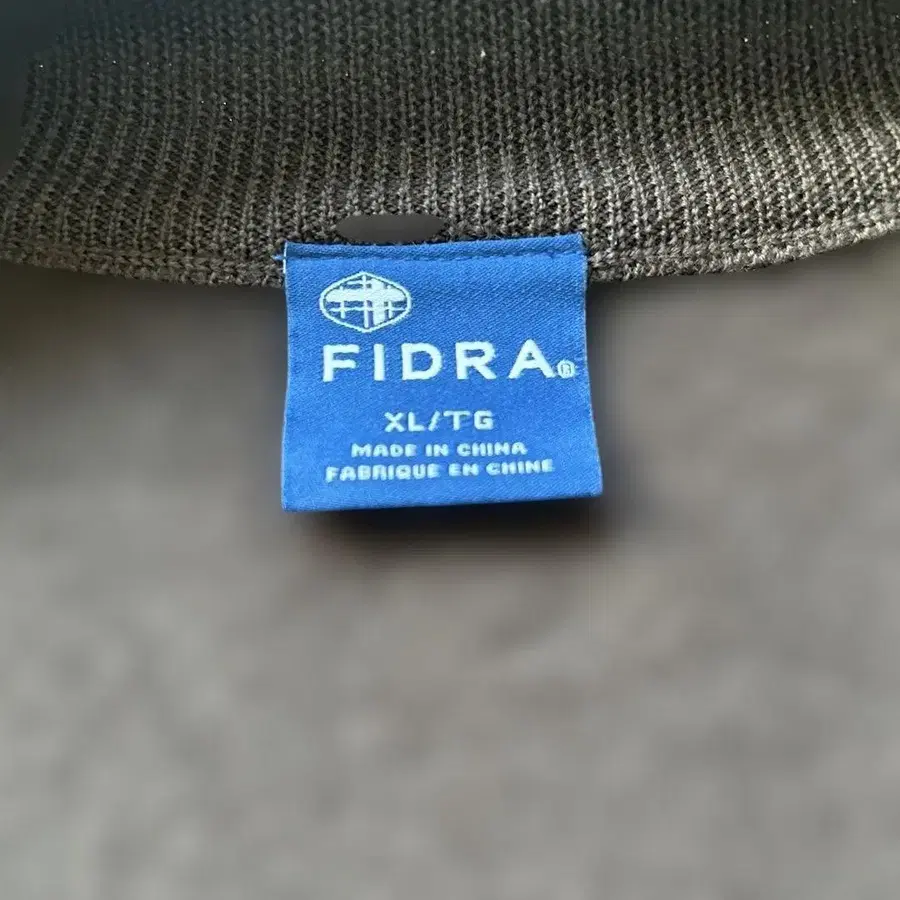 FIDRA®
XL/TG
MADE IN CHINA
FABRIQUE EN CHINE